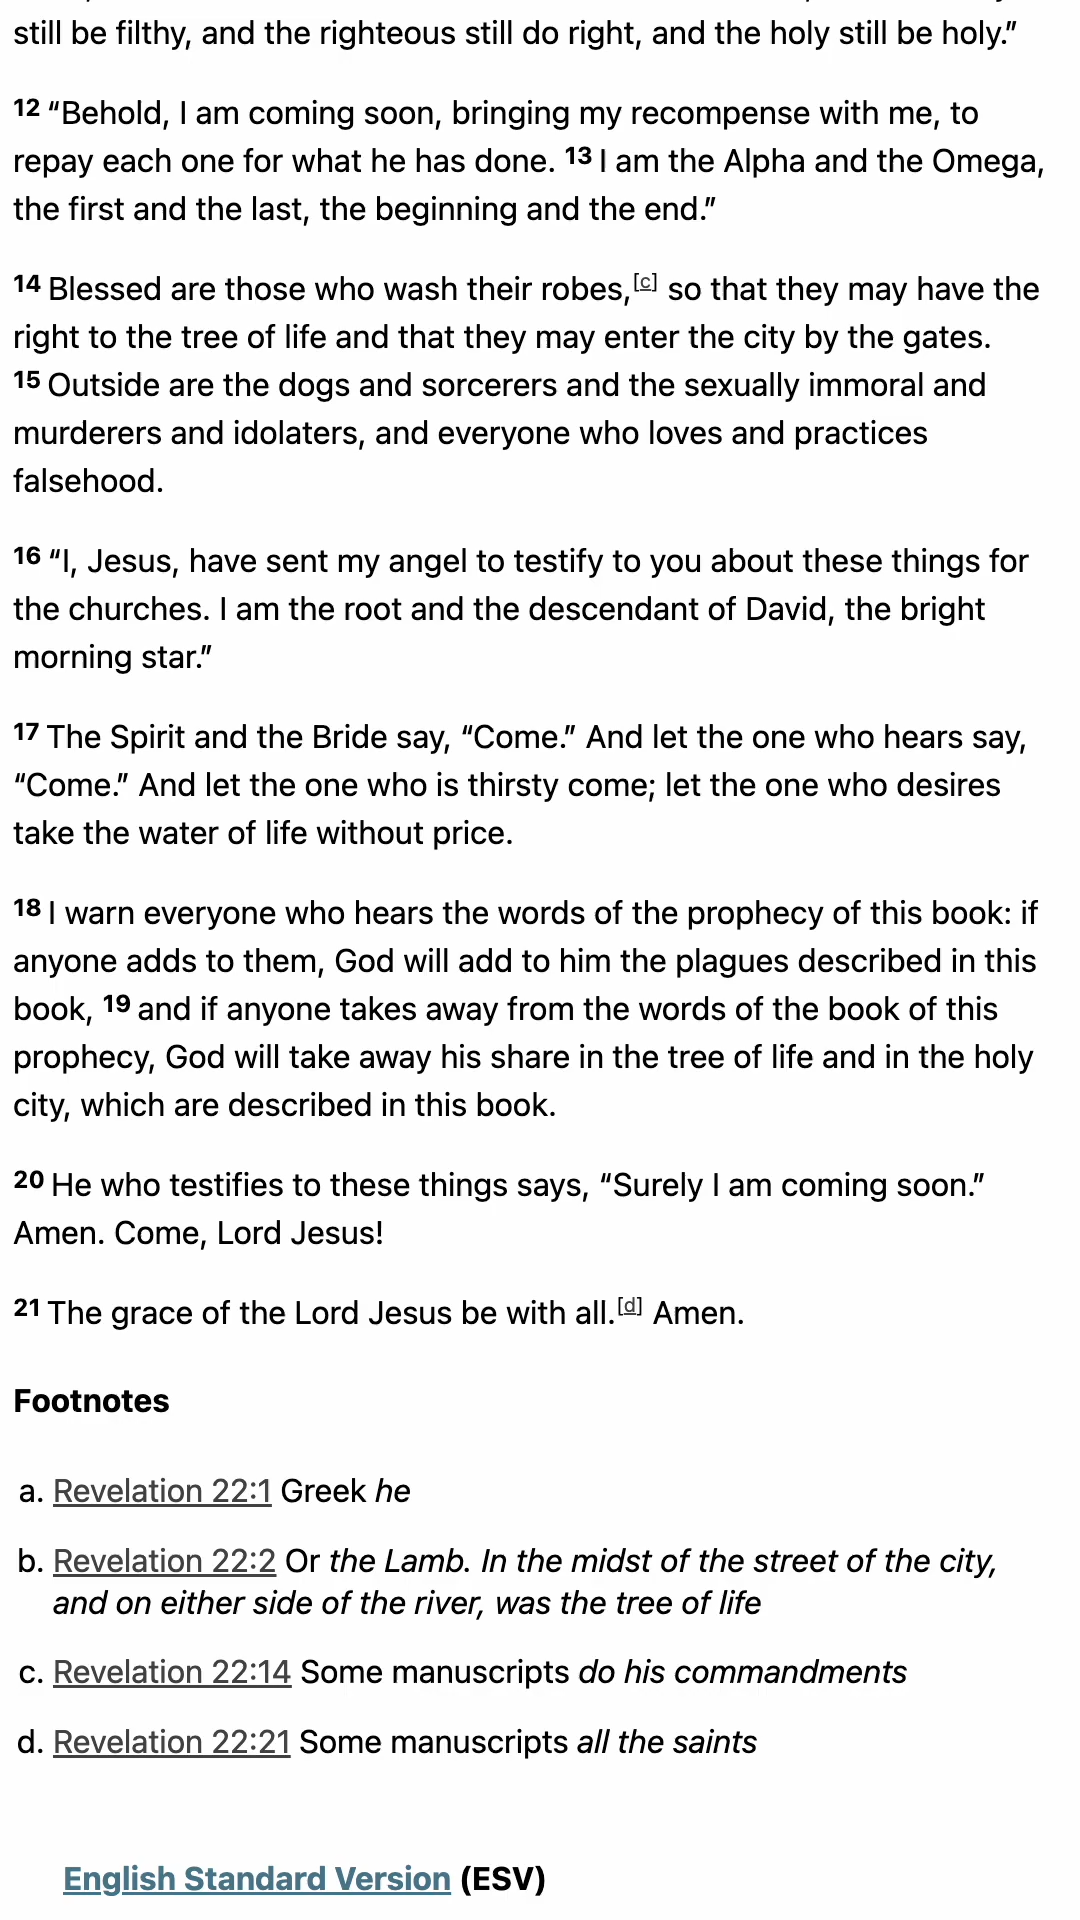 still be filthy, and the righteous still do right, and the holy still be holy.”
12 “Behold, I am coming soon, bringing my recompense with me, to
repay each one for what he has done. 13 I am the Alpha and the Omega,
the first and the last, the beginning and the end.”
14 Blessed are those who wash their robes,[c] so that they may have the
right to the tree of life and that they may enter the city by the gates.
15 Outside are the dogs and sorcerers and the sexually immoral and
murderers and idolaters, and everyone who loves and practices
falsehood.
16 “I, Jesus, have sent my angel to testify to you about these things for
the churches. I am the root and the descendant of David, the bright
morning star.”
17 The Spirit and the Bride say, “Come.” And let the one who hears say,
“Come.” And let the one who is thirsty come; let the one who desires
take the water of life without price.
18 I warn everyone who hears the words of the prophecy of this book: if
anyone adds to them, God will add to him the plagues described in this
book, 19 and if anyone takes away from the words of the book of this
prophecy, God will take away his share in the tree of life and in the holy
city, which are described in this book.
20 He who testifies to these things says, “Surely I am coming soon.”
Amen. Come, Lord Jesus!
21 The grace of the Lord Jesus be with all.[d] Amen.
Footnotes
a. Revelation 22:1 Greek he
b. Revelation 22:2 Or the Lamb. In the midst of the street of the city,
and on either side of the river, was the tree of life
c. Revelation 22:14 Some manuscripts do his commandments
d. Revelation 22:21 Some manuscripts all the saints
English Standard Version (ESV)